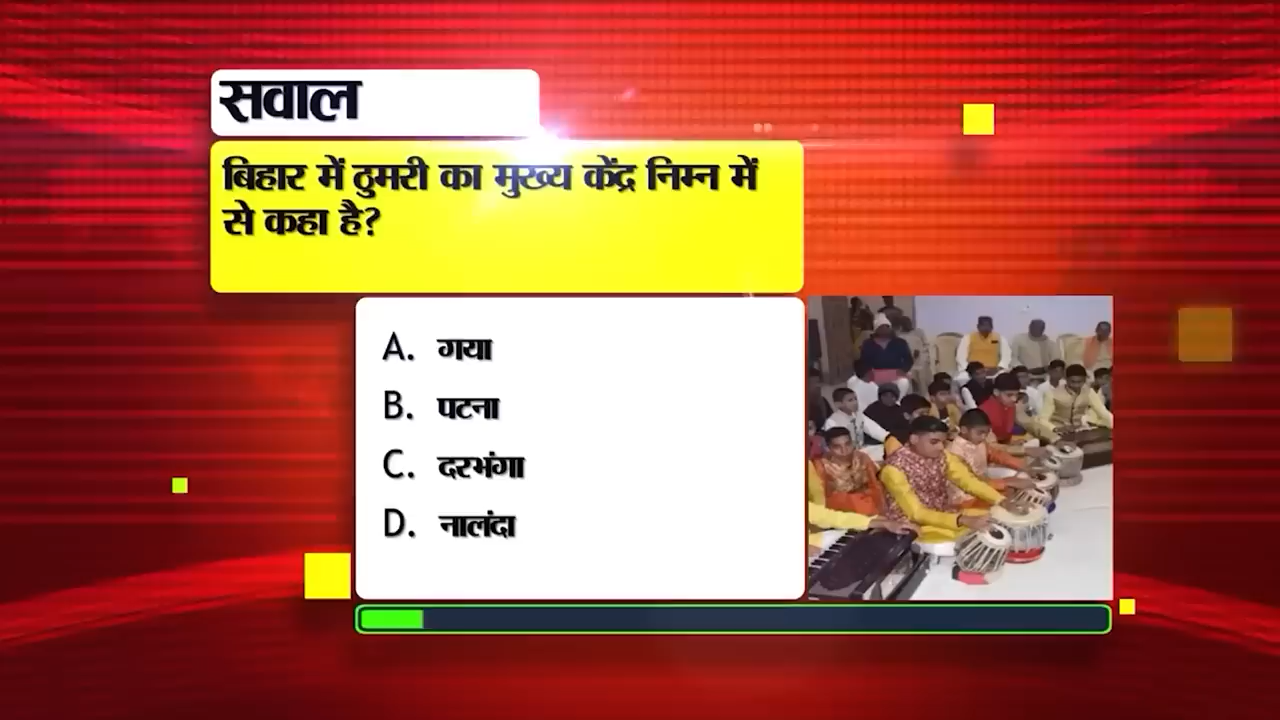 सवाल
बिहार में ठुमरी का मुख्य केंद्र निम्न में
से कहा है?
A. गया
B. पटना
C. दरभंगा
D. नालंदा